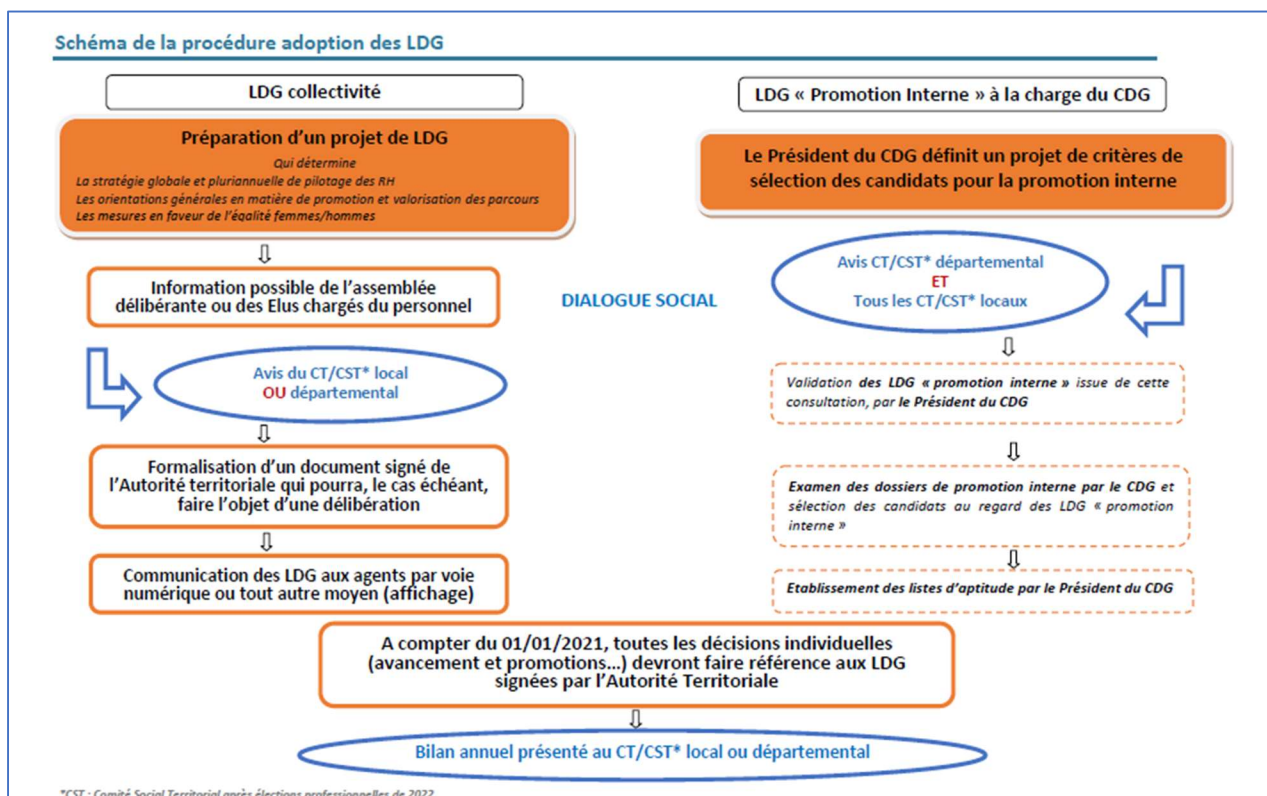 Schéma de la procédure adoption des LDG
LDG collectivité
Préparation d’un projet de LDG
Qui détermine
La stratégie globale et pluriannuelle de pilotage des RH
Les orientations générales en matière de promotion et valorisation des parcours
Les mesures en faveur de l’égalité femmes/hommes
Information possible de l’assemblée
délibérante ou des Elus chargés du personnel
Avis du CT/CST* local
OU départemental
Formalisation d’un document signé de
l’Autorité territoriale qui pourra, le cas échéant,
faire l’objet d’une délibération
Communication des LDG aux agents par voie
numérique ou tout autre moyen (affichage)
DIALOGUE SOCIAL
LDG « Promotion Interne » à la charge du CDG
Le Président du CDG définit un projet de critères de
sélection des candidats pour la promotion interne
Avis CT/CST* départemental
ET
Tous les CT/CST* locaux
Validation des LDG « promotion interne » issue de cette
consultation, par le Président du CDG
Examen des dossiers de promotion interne par le CDG et
sélection des candidats au regard des LDG « promotion
interne »
Etablissement des listes d’aptitude par le Président du CDG
A compter du 01/01/2021, toutes les décisions individuelles
(avancement et promotions…) devront faire référence aux LDG
signées par l’Autorité Territoriale
Bilan annuel présenté au CT/CST* local ou départemental
*CST : Comité Social Territorial après élections professionnelles de 2022